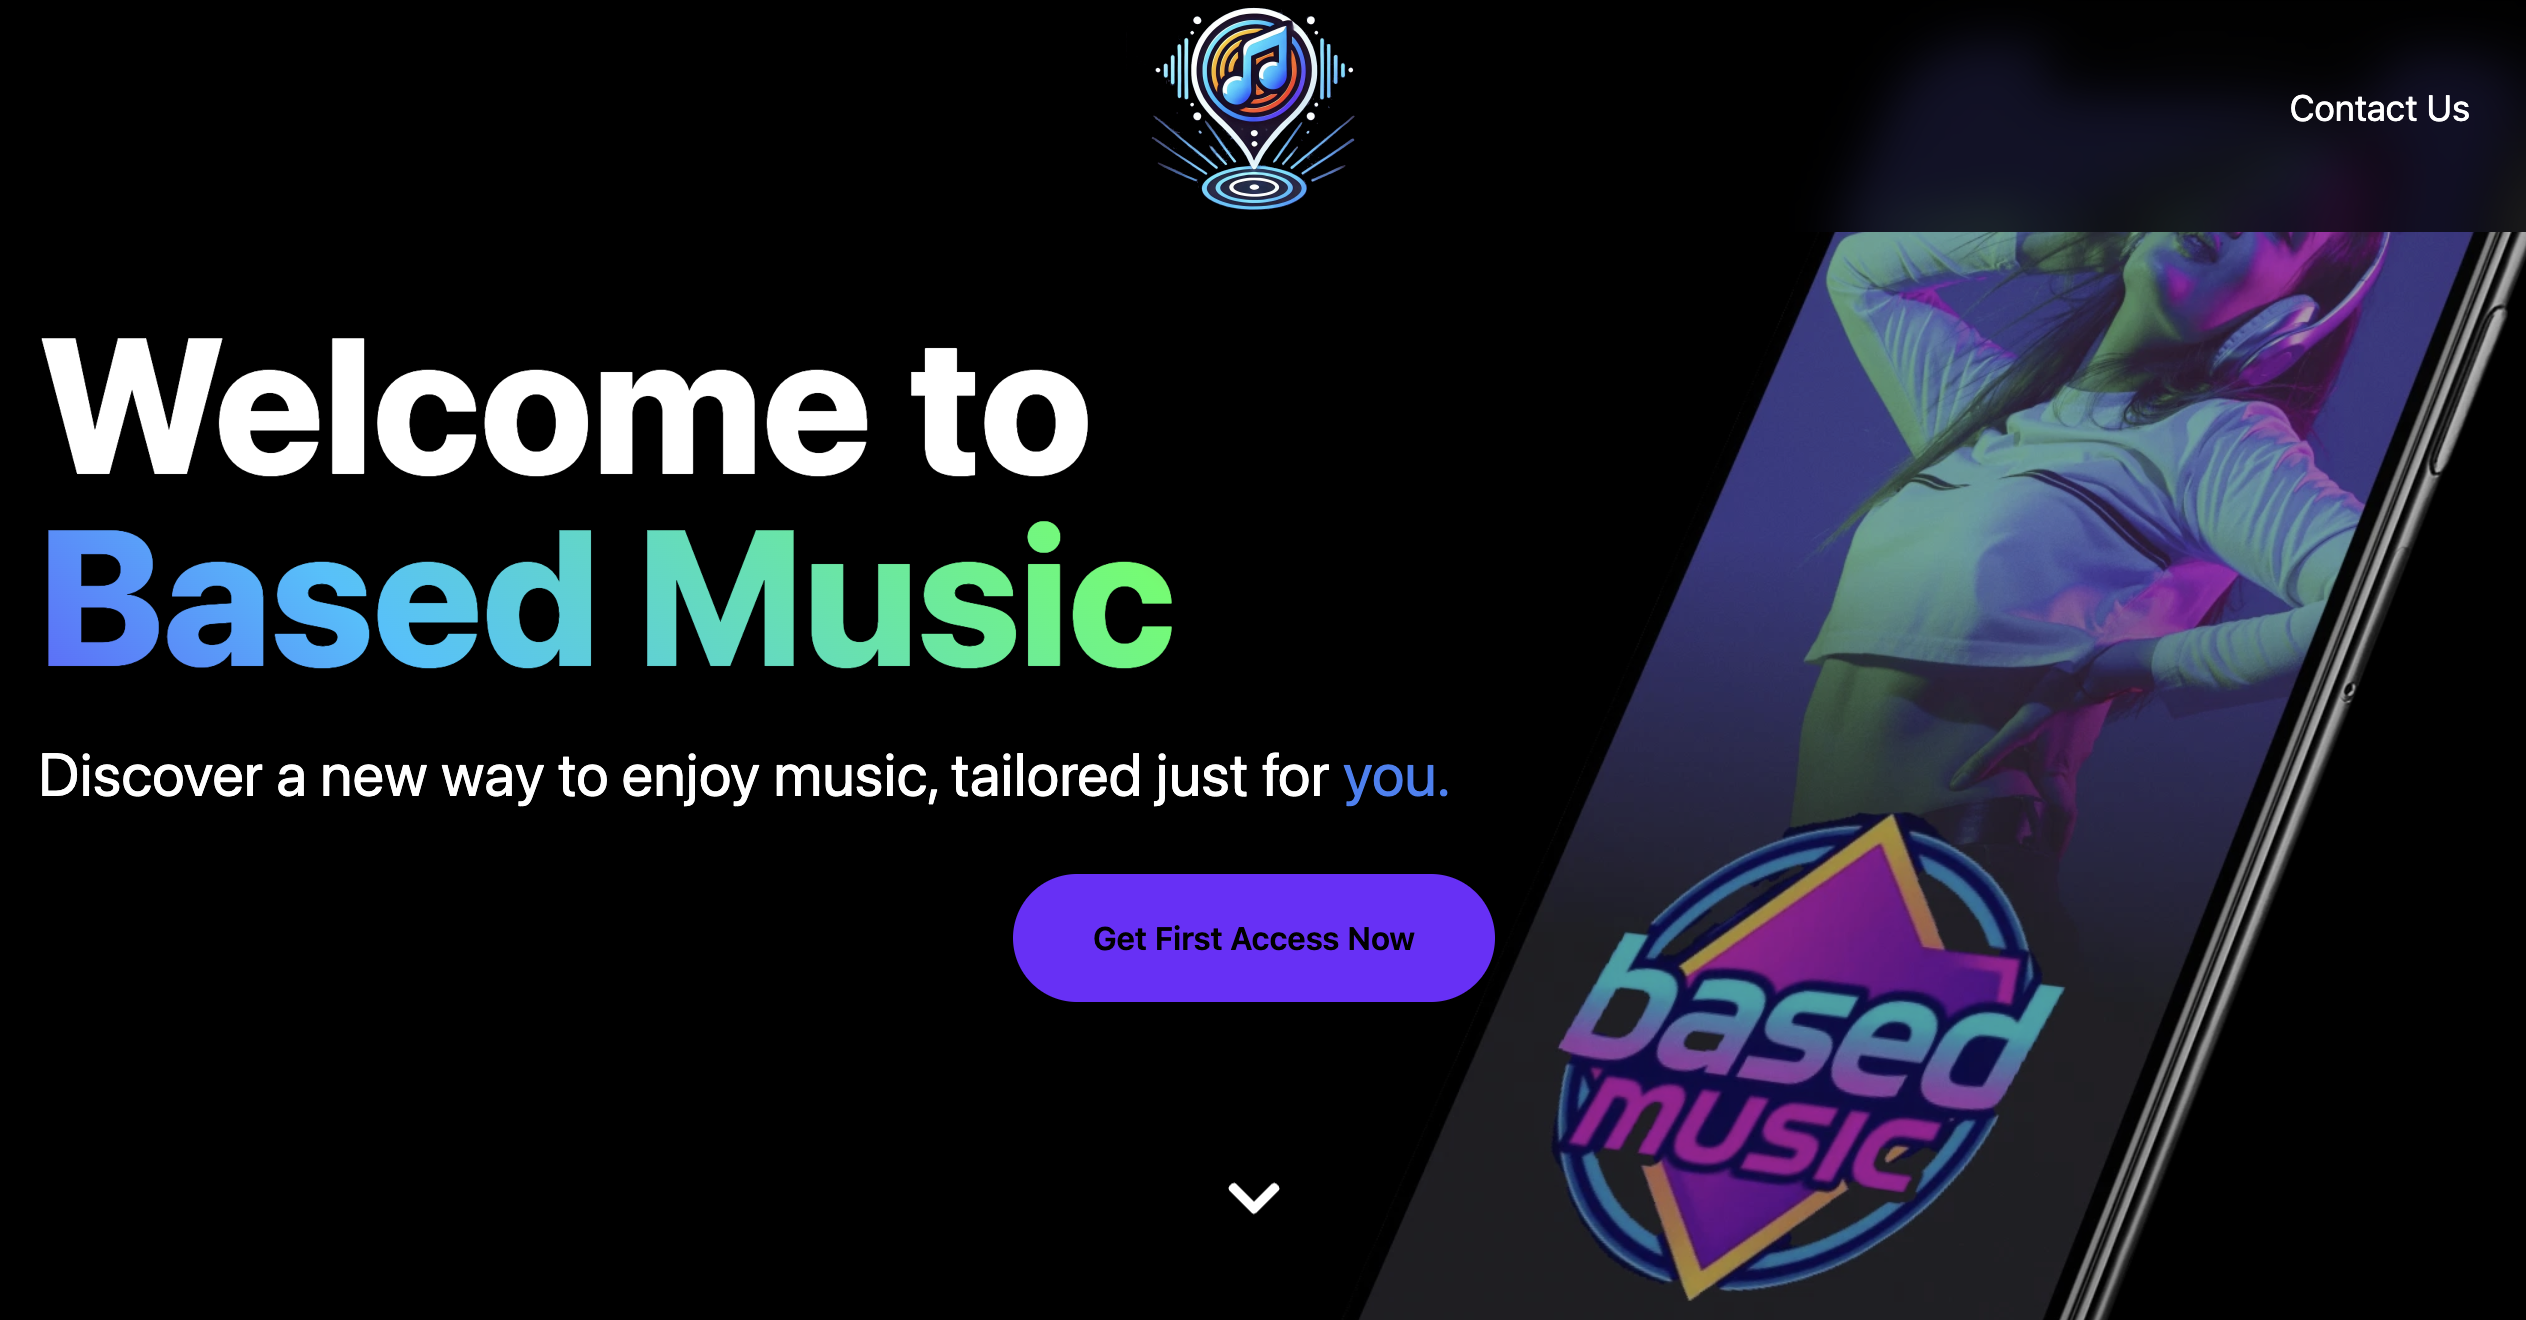 Contact Us
Welcome to
Based Music
Discover a new way to enjoy music, tailored just for you.
Get First Access Now
based
music